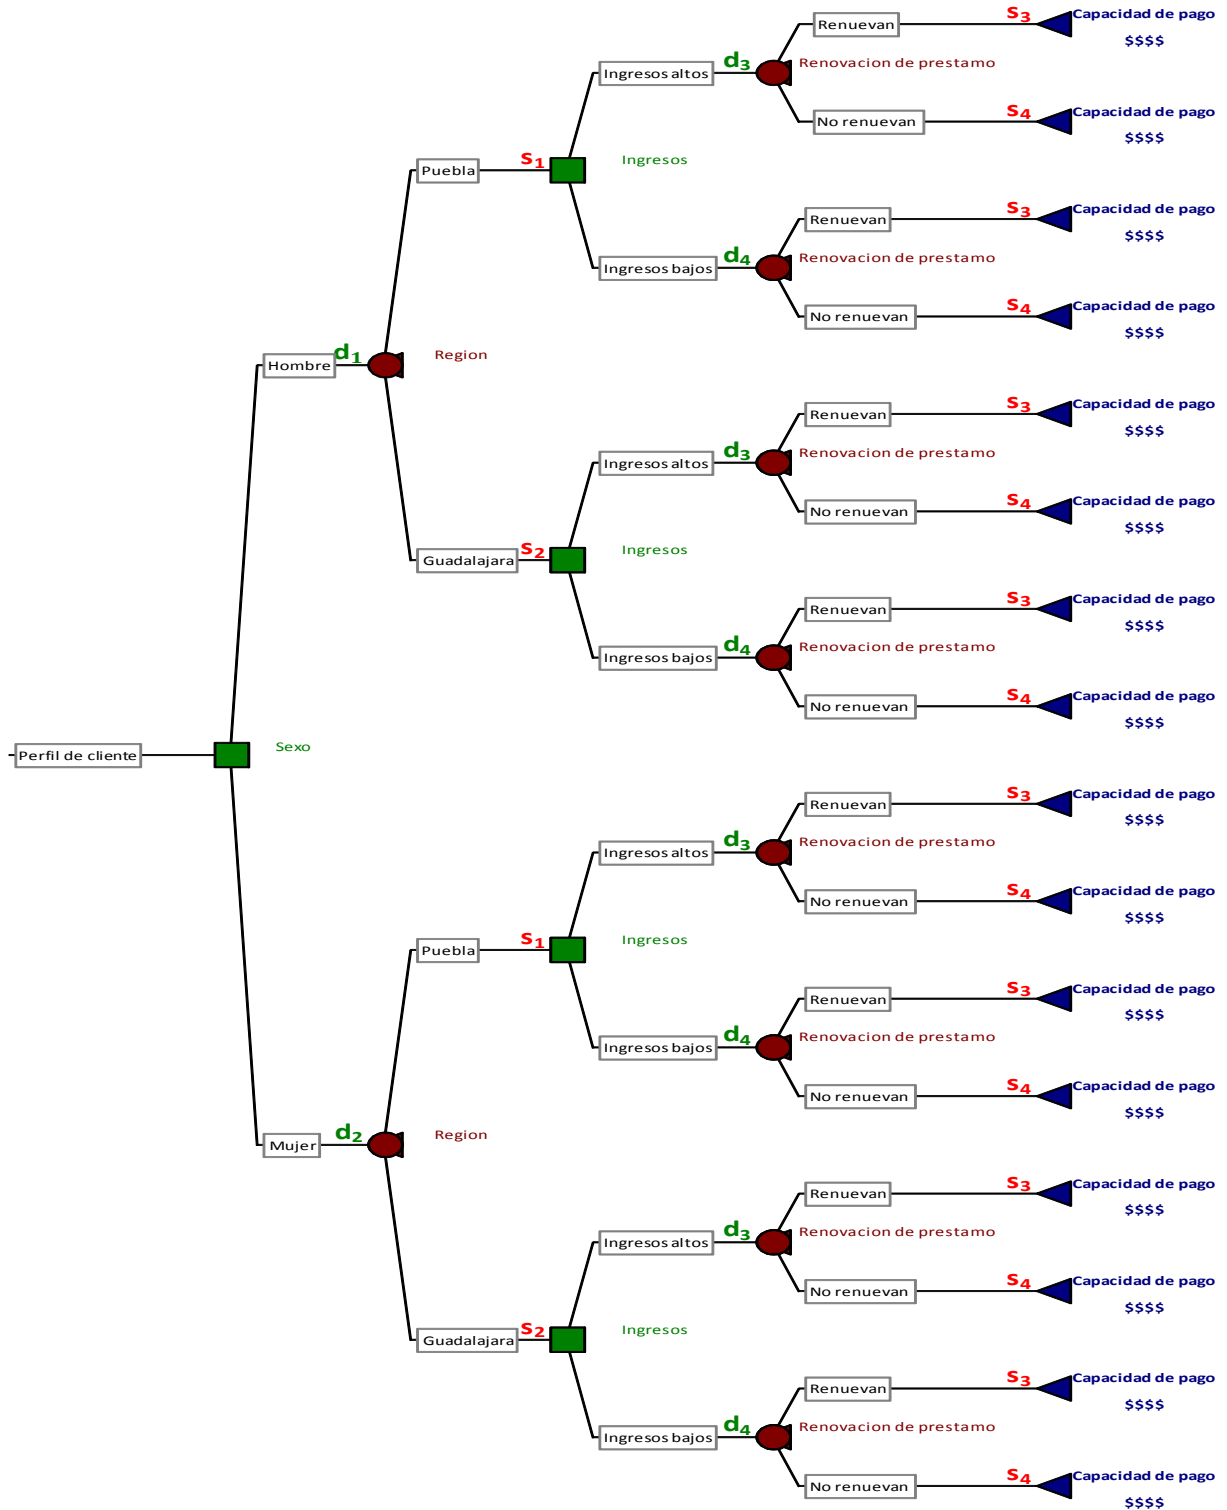 S3 Capacidad de pago
Renuevan
$$$$
d3 Renovacion de prestamo
Ingresos altos
S4 Capacidad de pago
No renuevan
$$$$
S1 Ingresos
Puebla
S3 Capacidad de pago
Renuevan
$$$$
d4 Renovacion de prestamo
Ingresos bajos
S4 Capacidad de pago
No renuevan
$$$$
d1 Region
Hombre
S3 Capacidad de pago
Renuevan
$$$$
d3 Renovacion de prestamo
Ingresos altos
S4 Capacidad de pago
No renuevan
$$$$
S2 Ingresos
Guadalajara
S3 Capacidad de pago
Renuevan
$$$$
d4 Renovacion de prestamo
Ingresos bajos
S4 Capacidad de pago
No renuevan
$$$$
Sexo
Perfil de cliente
S3 Capacidad de pago
Renuevan
$$$$
d3 Renovacion de prestamo
Ingresos altos
S4 Capacidad de pago
No renuevan
$$$$
S1 Ingresos
Puebla
S3 Capacidad de pago
Renuevan
$$$$
d4 Renovacion de prestamo
Ingresos bajos
S4 Capacidad de pago
No renuevan
$$$$
d2 Region
Mujer
S3 Capacidad de pago
Renuevan
$$$$
d3 Renovacion de prestamo
Ingresos altos
S4 Capacidad de pago
No renuevan
$$$$
S2 Ingresos
Guadalajara
S3 Capacidad de pago
Renuevan
$$$$
d4 Renovacion de prestamo
Ingresos bajos
S4 Capacidad de pago
No renuevan
$$$$